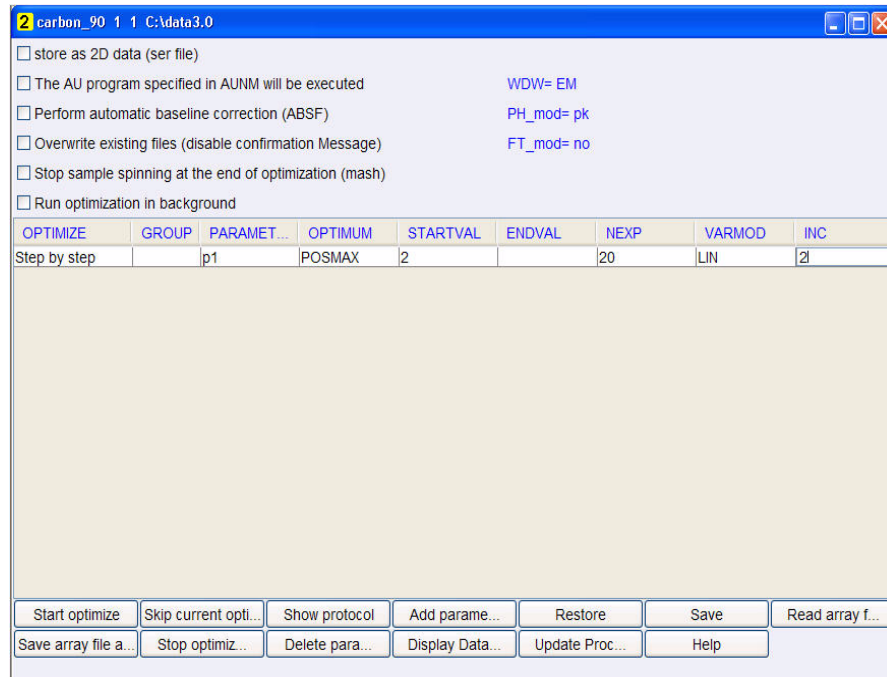 2 carbon_90 1 1 C:\data3.0
store as 2D data (ser file)
The AU program specified in AUNM will be executed WDW= EM
Perform automatic baseline correction (ABSF) PH_mod= pk
Overwrite existing files (disable confirmation Message) FT_mod= no
Stop sample spinning at the end of optimization (mash)
Run optimization in background
OPTIMIZE GROUP PARAMET... OPTIMUM STARTVAL ENDVAL NEXP VARMOD INC
Step by step p1 POSMAX 2 20 LIN 2
Start optimize Skip current opti... Show protocol Add parame... Restore Save Read array f...
Save array file a... Stop optimiz... Delete para... Display Data... Update Proc... Help